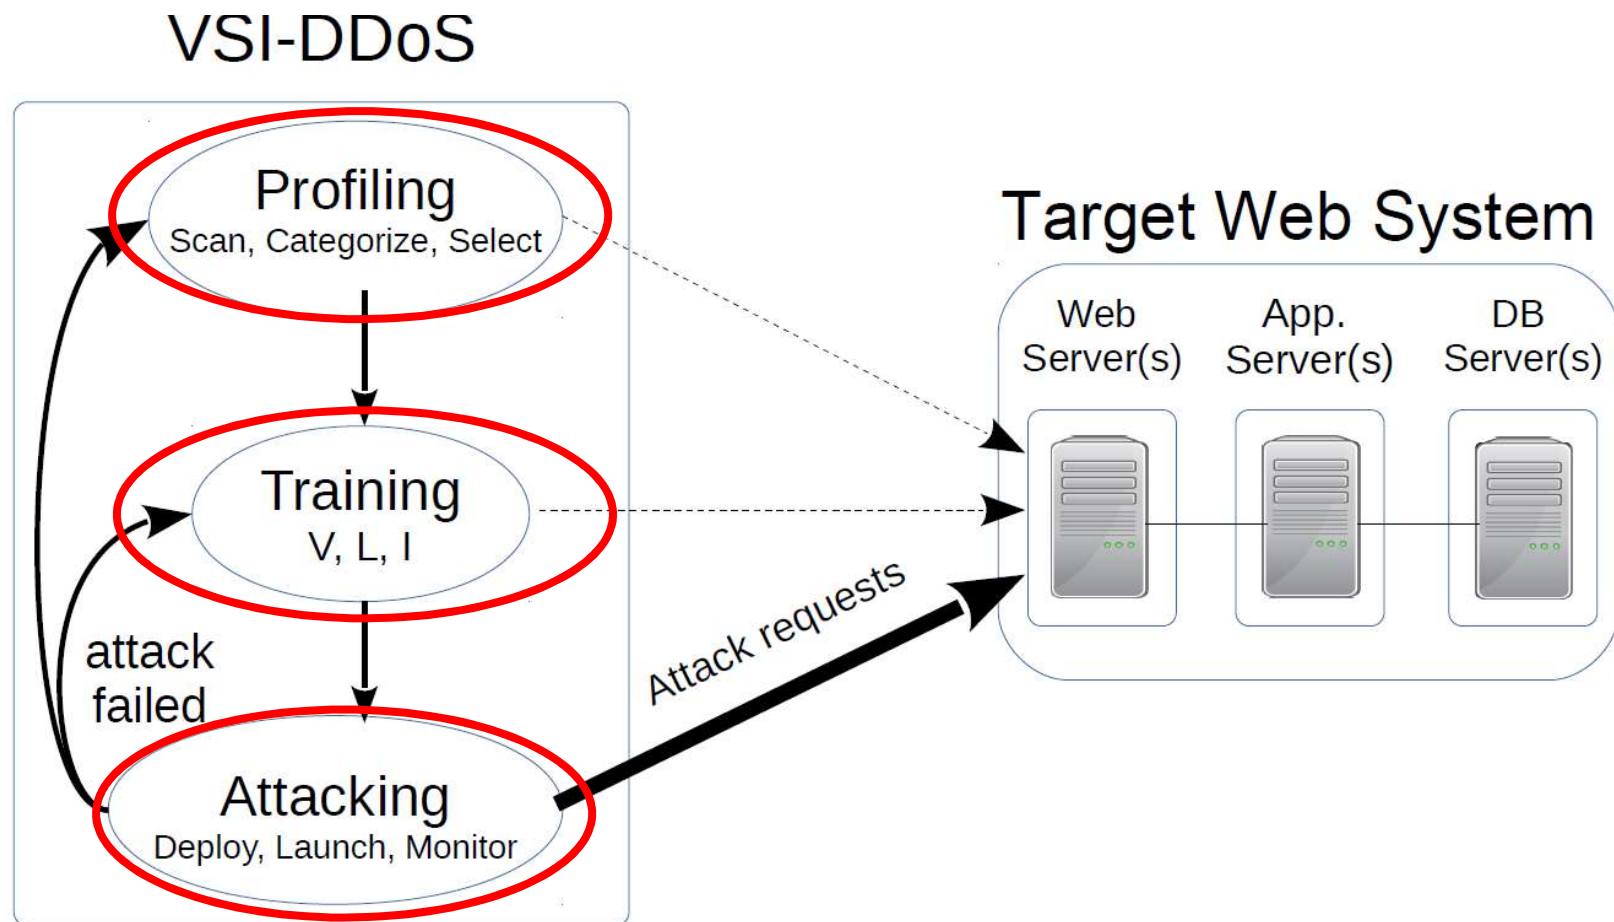 VSI-DDoS
Profiling
Scan, Categorize, Select
Training
V, L, I
attack
failed
Attacking
Deploy, Launch, Monitor
Attack requests
Target Web System
Web
Server(s)
App.
Server(s)
DB
Server(s)